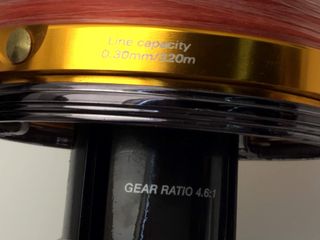 Line capacity
0.30mm/320m
GEAR RATIO 4.6:1